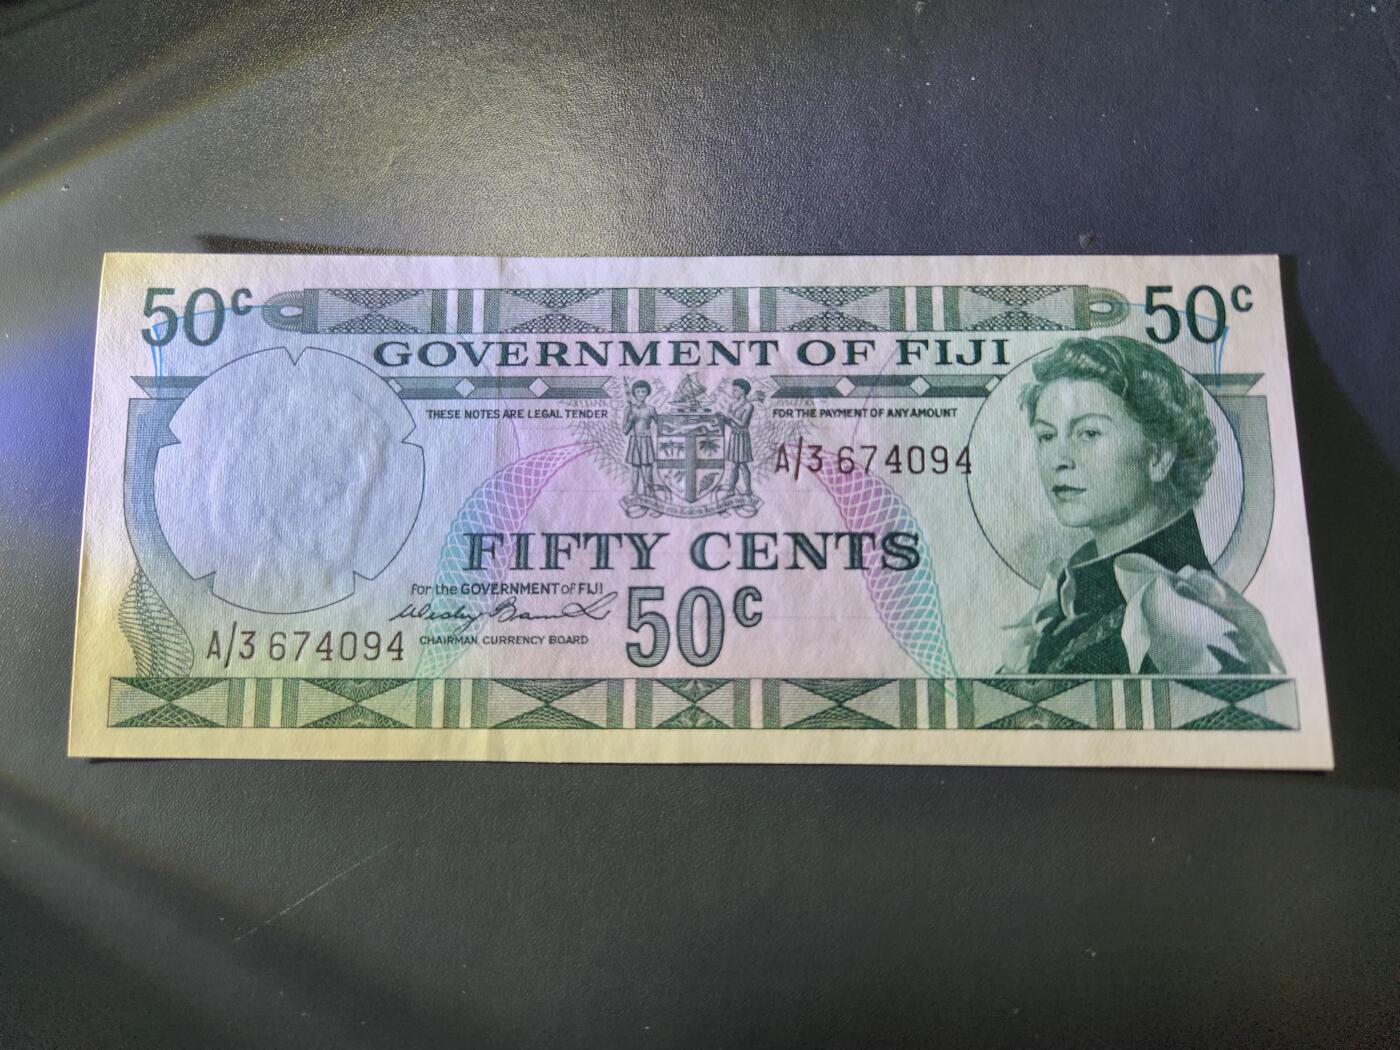 50c
50c
GOVERNMENT OF FIJI
THESE NOTES ARE LEGAL TENDER
FOR THE PAYMENT OF ANY AMOUNT
A/3 674094
FIFTY CENTS
for the GOVERNMENT of FIJI
50c
CHAIRMAN, CURRENCY BOARD
A/3 674094